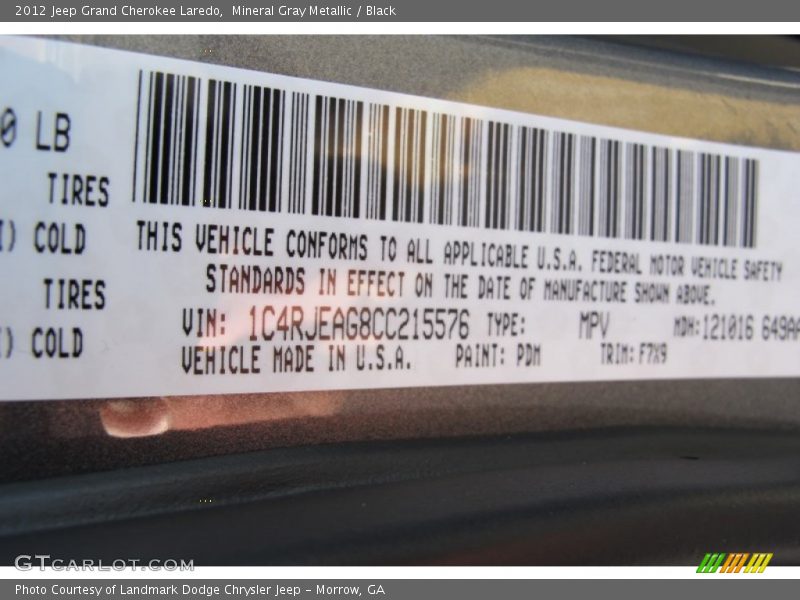 2012 Jeep Grand Cherokee Laredo, Mineral Gray Metallic / Black
0 LB
TIRES
) COLD
TIRES
) COLD
THIS VEHICLE CONFORMS TO ALL APPLICABLE U.S.A. FEDERAL MOTOR VEHICLE SAFETY
STANDARDS IN EFFECT ON THE DATE OF MANUFACTURE SHOWN ABOVE.
VIN: 1C4RJEAG8CC215576 TYPE: MPV MDH:121016 649AA
VEHICLE MADE IN U.S.A. PAINT: PDM TRIM: F7X9
GTcarlot.com
Photo Courtesy of Landmark Dodge Chrysler Jeep - Morrow, GA